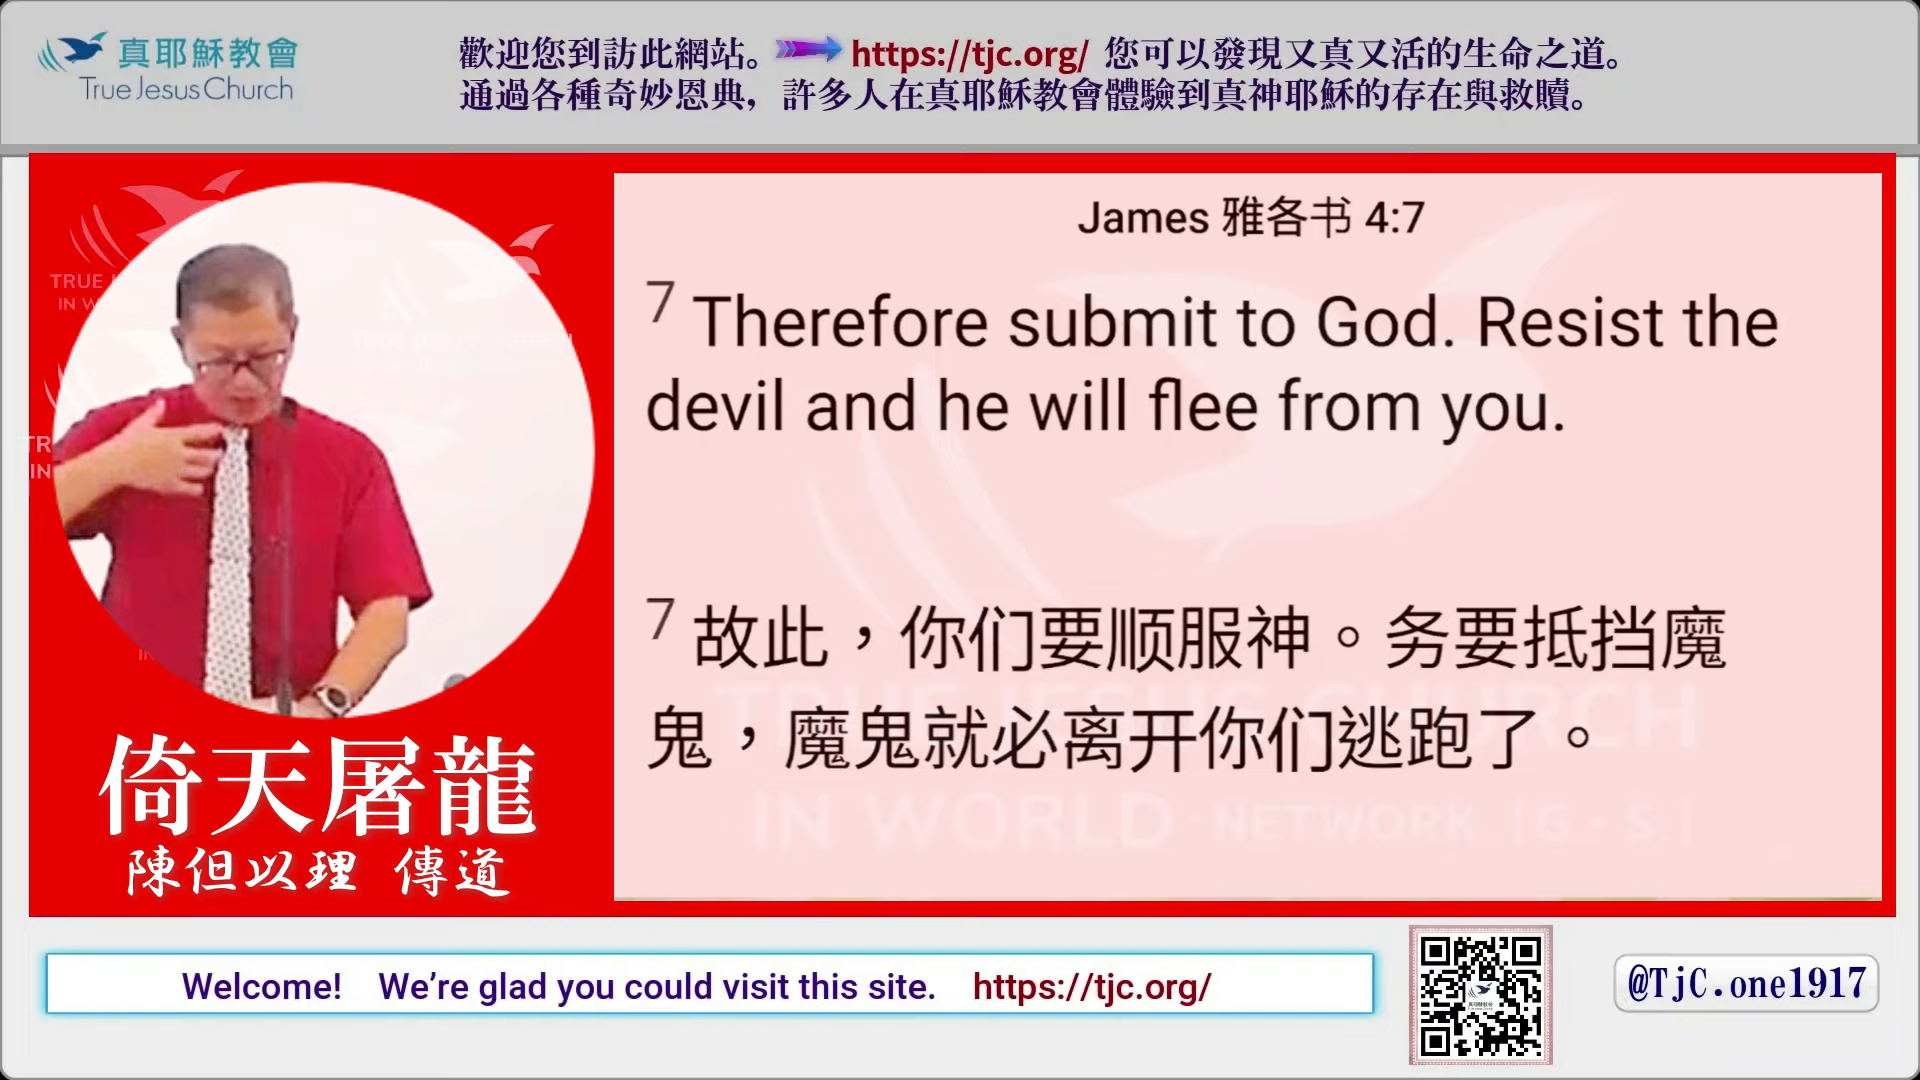 真耶穌教會
True Jesus Church
歡迎您到訪此網站。 https://tjc.org/ 您可以發現又真又活的生命之道。
通過各種奇妙恩典，許多人在真耶穌教會體驗到真神耶穌的存在與救贖。
James 雅各书 4:7
7 Therefore submit to God. Resist the
devil and he will flee from you.
7 故此，你们要顺服神。务要抵挡魔
鬼，魔鬼就必离开你们逃跑了。
TRUE JESUS CHURCH
IN WORLD NETWORK | G · S |
倚天屠龍
陳但以理 傳道
Welcome! We’re glad you could visit this site. https://tjc.org/
@TjC.one1917